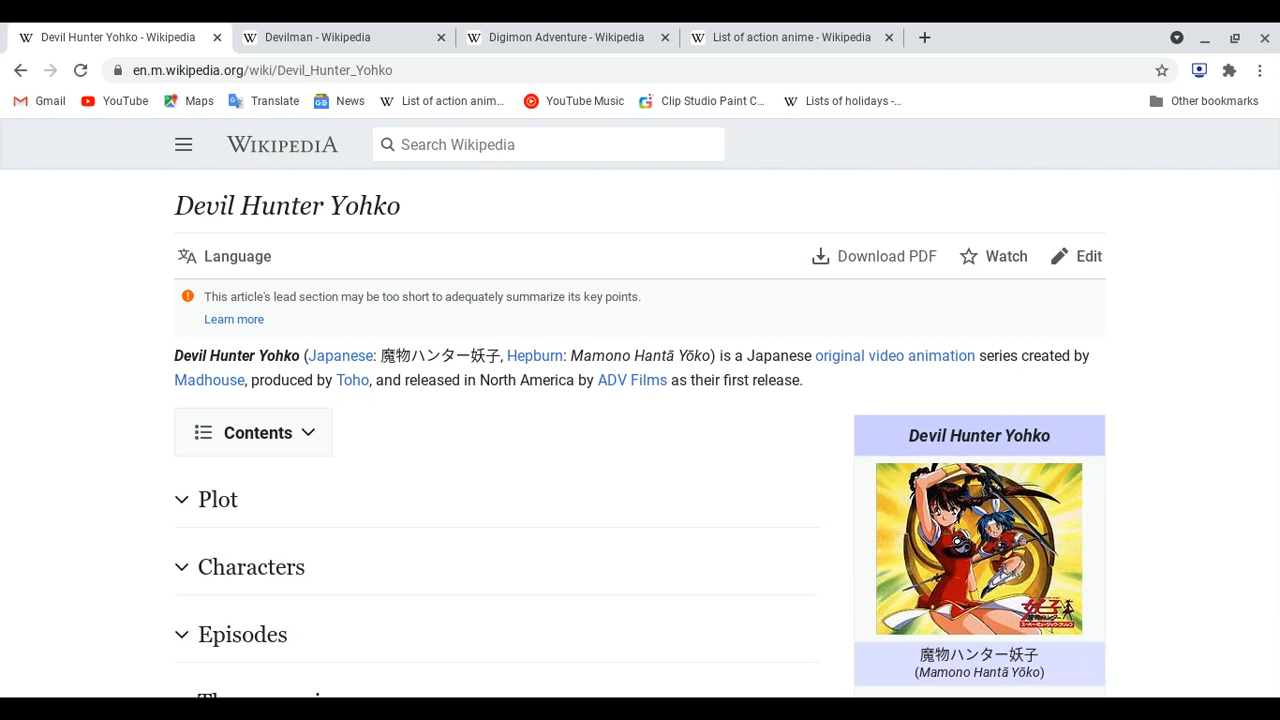 Devil Hunter Yohko - Wikipedia
Devilman - Wikipedia
Digimon Adventure - Wikipedia
List of action anime - Wikipedia
en.m.wikipedia.org/wiki/Devil_Hunter_Yohko
Gmail
YouTube
Maps
Translate
News
List of action anim...
YouTube Music
Clip Studio Paint C...
Lists of holidays -...
Other bookmarks
WIKIPEDIA
Search Wikipedia
Devil Hunter Yohko
Language
Download PDF
Watch
Edit
This article's lead section may be too short to adequately summarize its key points.
Learn more
Devil Hunter Yohko (Japanese: 魔物ハンター妖子, Hepburn: Mamono Hantā Yōko) is a Japanese original video animation series created by
Madhouse, produced by Toho, and released in North America by ADV Films as their first release.
Contents
Plot
Characters
Episodes
Devil Hunter Yohko
妖子
魔物ハンター妖子
(Mamono Hantā Yōko)